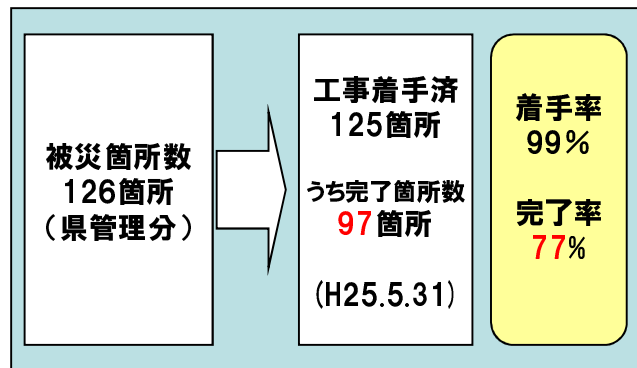 被災箇所数
126箇所
（県管理分）
工事着手済
125箇所
うち完了箇所数
97箇所
(H25.5.31)
着手率
99%
完了率
77%